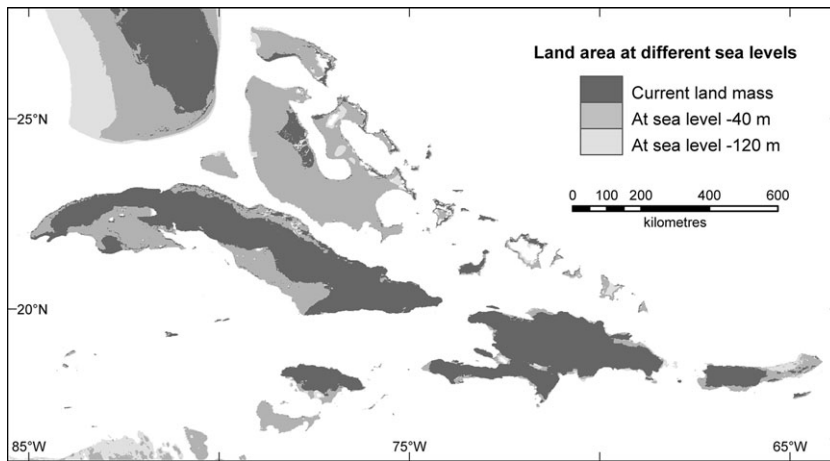 Land area at different sea levels
Current land mass
At sea level -40 m
At sea level -120 m
0 100 200 400 600
kilometres
25°N
20°N
85°W 75°W 65°W